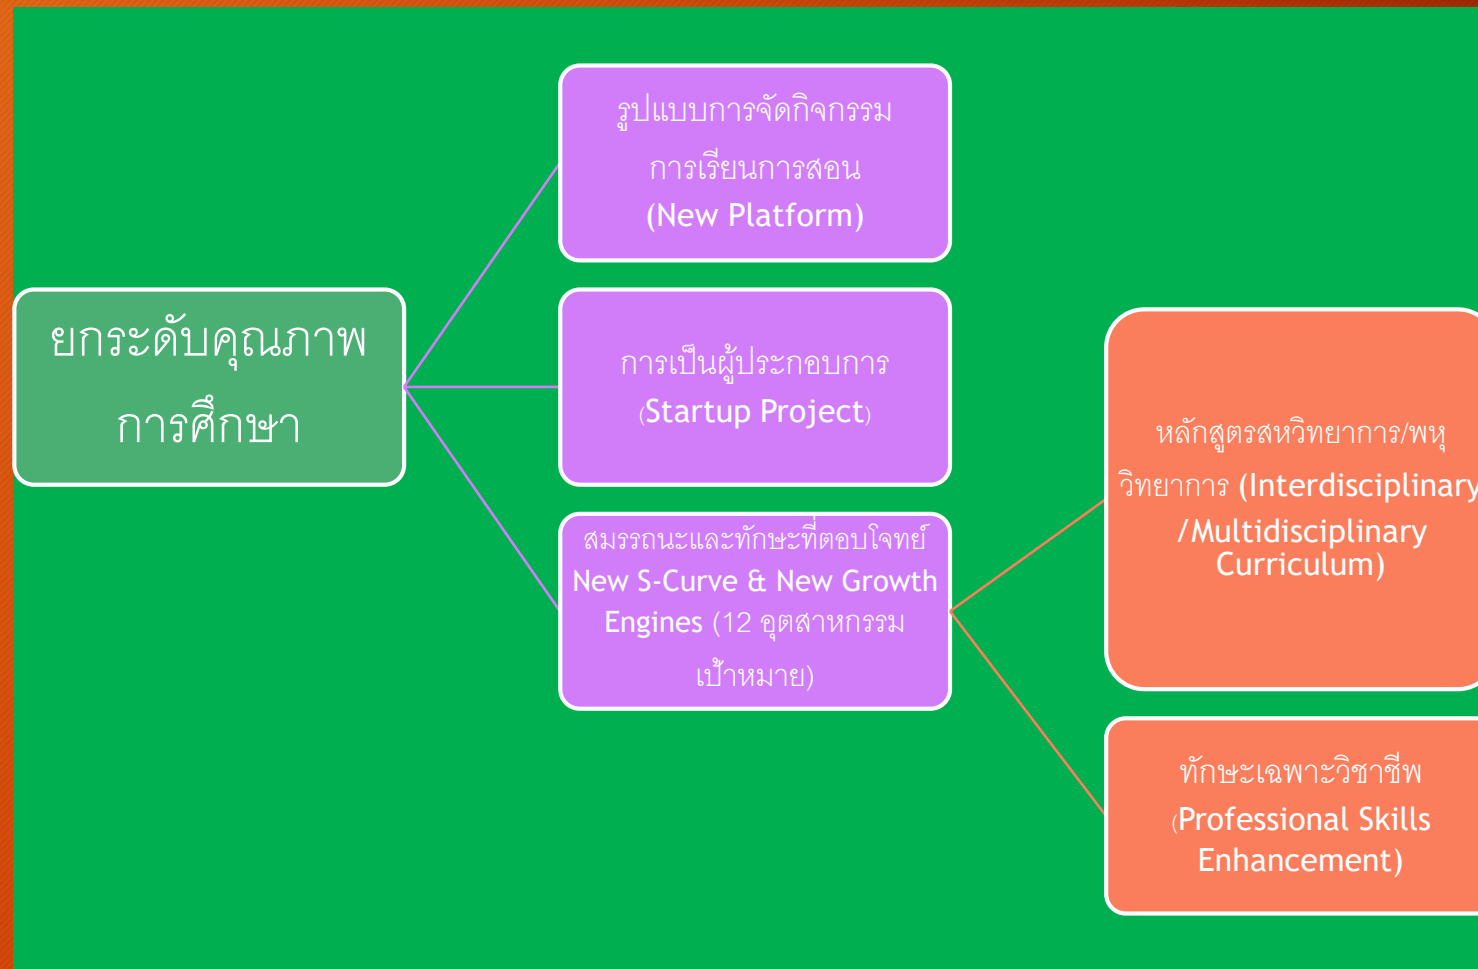 ยกระดับคุณภาพ
การศึกษา
รูปแบบการจัดกิจกรรม
การเรียนการสอน
(New Platform)
การเป็นผู้ประกอบการ
(Startup Project)
สมรรถนะและทักษะที่ตอบโจทย์
New S-Curve & New Growth
Engines (12 อุตสาหกรรม
เป้าหมาย)
หลักสูตรสหวิทยาการ/พหุ
วิทยาการ (Interdisciplinary
/Multidisciplinary
Curriculum)
ทักษะเฉพาะวิชาชีพ
(Professional Skills
Enhancement)